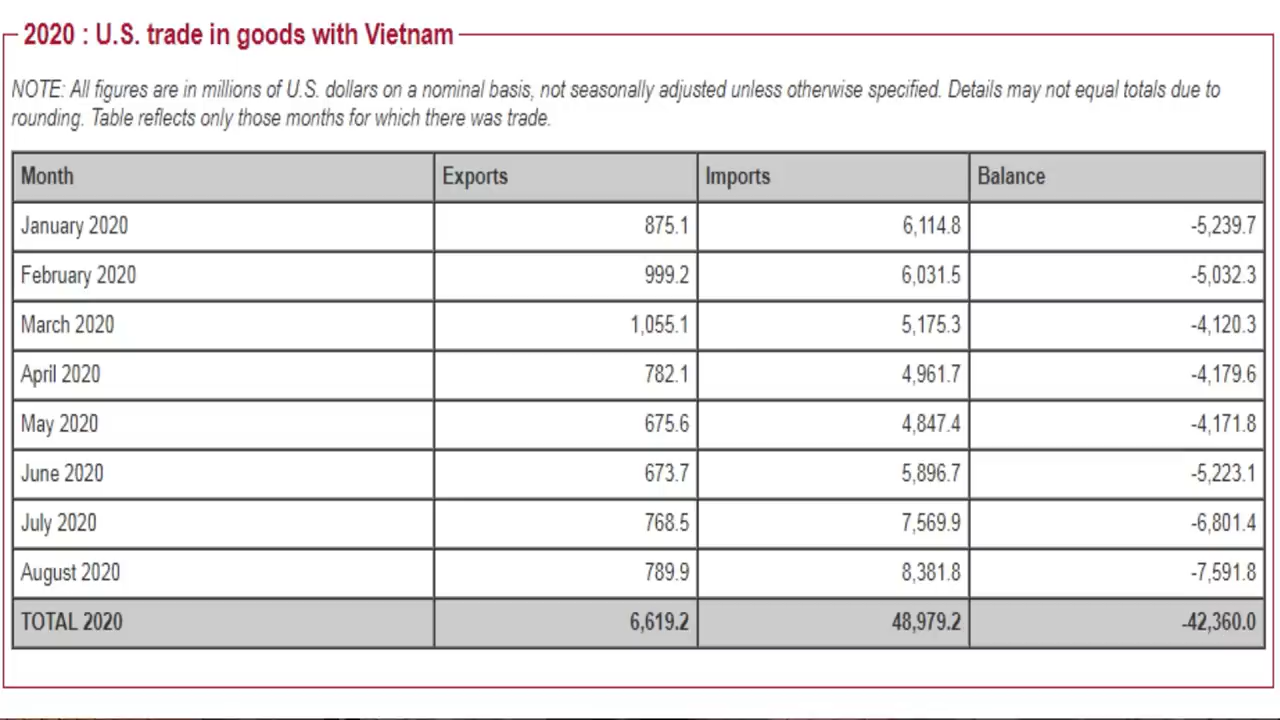 2020 : U.S. trade in goods with Vietnam
NOTE: All figures are in millions of U.S. dollars on a nominal basis, not seasonally adjusted unless otherwise specified. Details may not equal totals due to
rounding. Table reflects only those months for which there was trade.
Month Exports Imports Balance
January 2020 875.1 6,114.8 -5,239.7
February 2020 999.2 6,031.5 -5,032.3
March 2020 1,055.1 5,175.3 -4,120.3
April 2020 782.1 4,961.7 -4,179.6
May 2020 675.6 4,847.4 -4,171.8
June 2020 673.7 5,896.7 -5,223.1
July 2020 768.5 7,569.9 -6,801.4
August 2020 789.9 8,381.8 -7,591.8
TOTAL 2020 6,619.2 48,979.2 -42,360.0